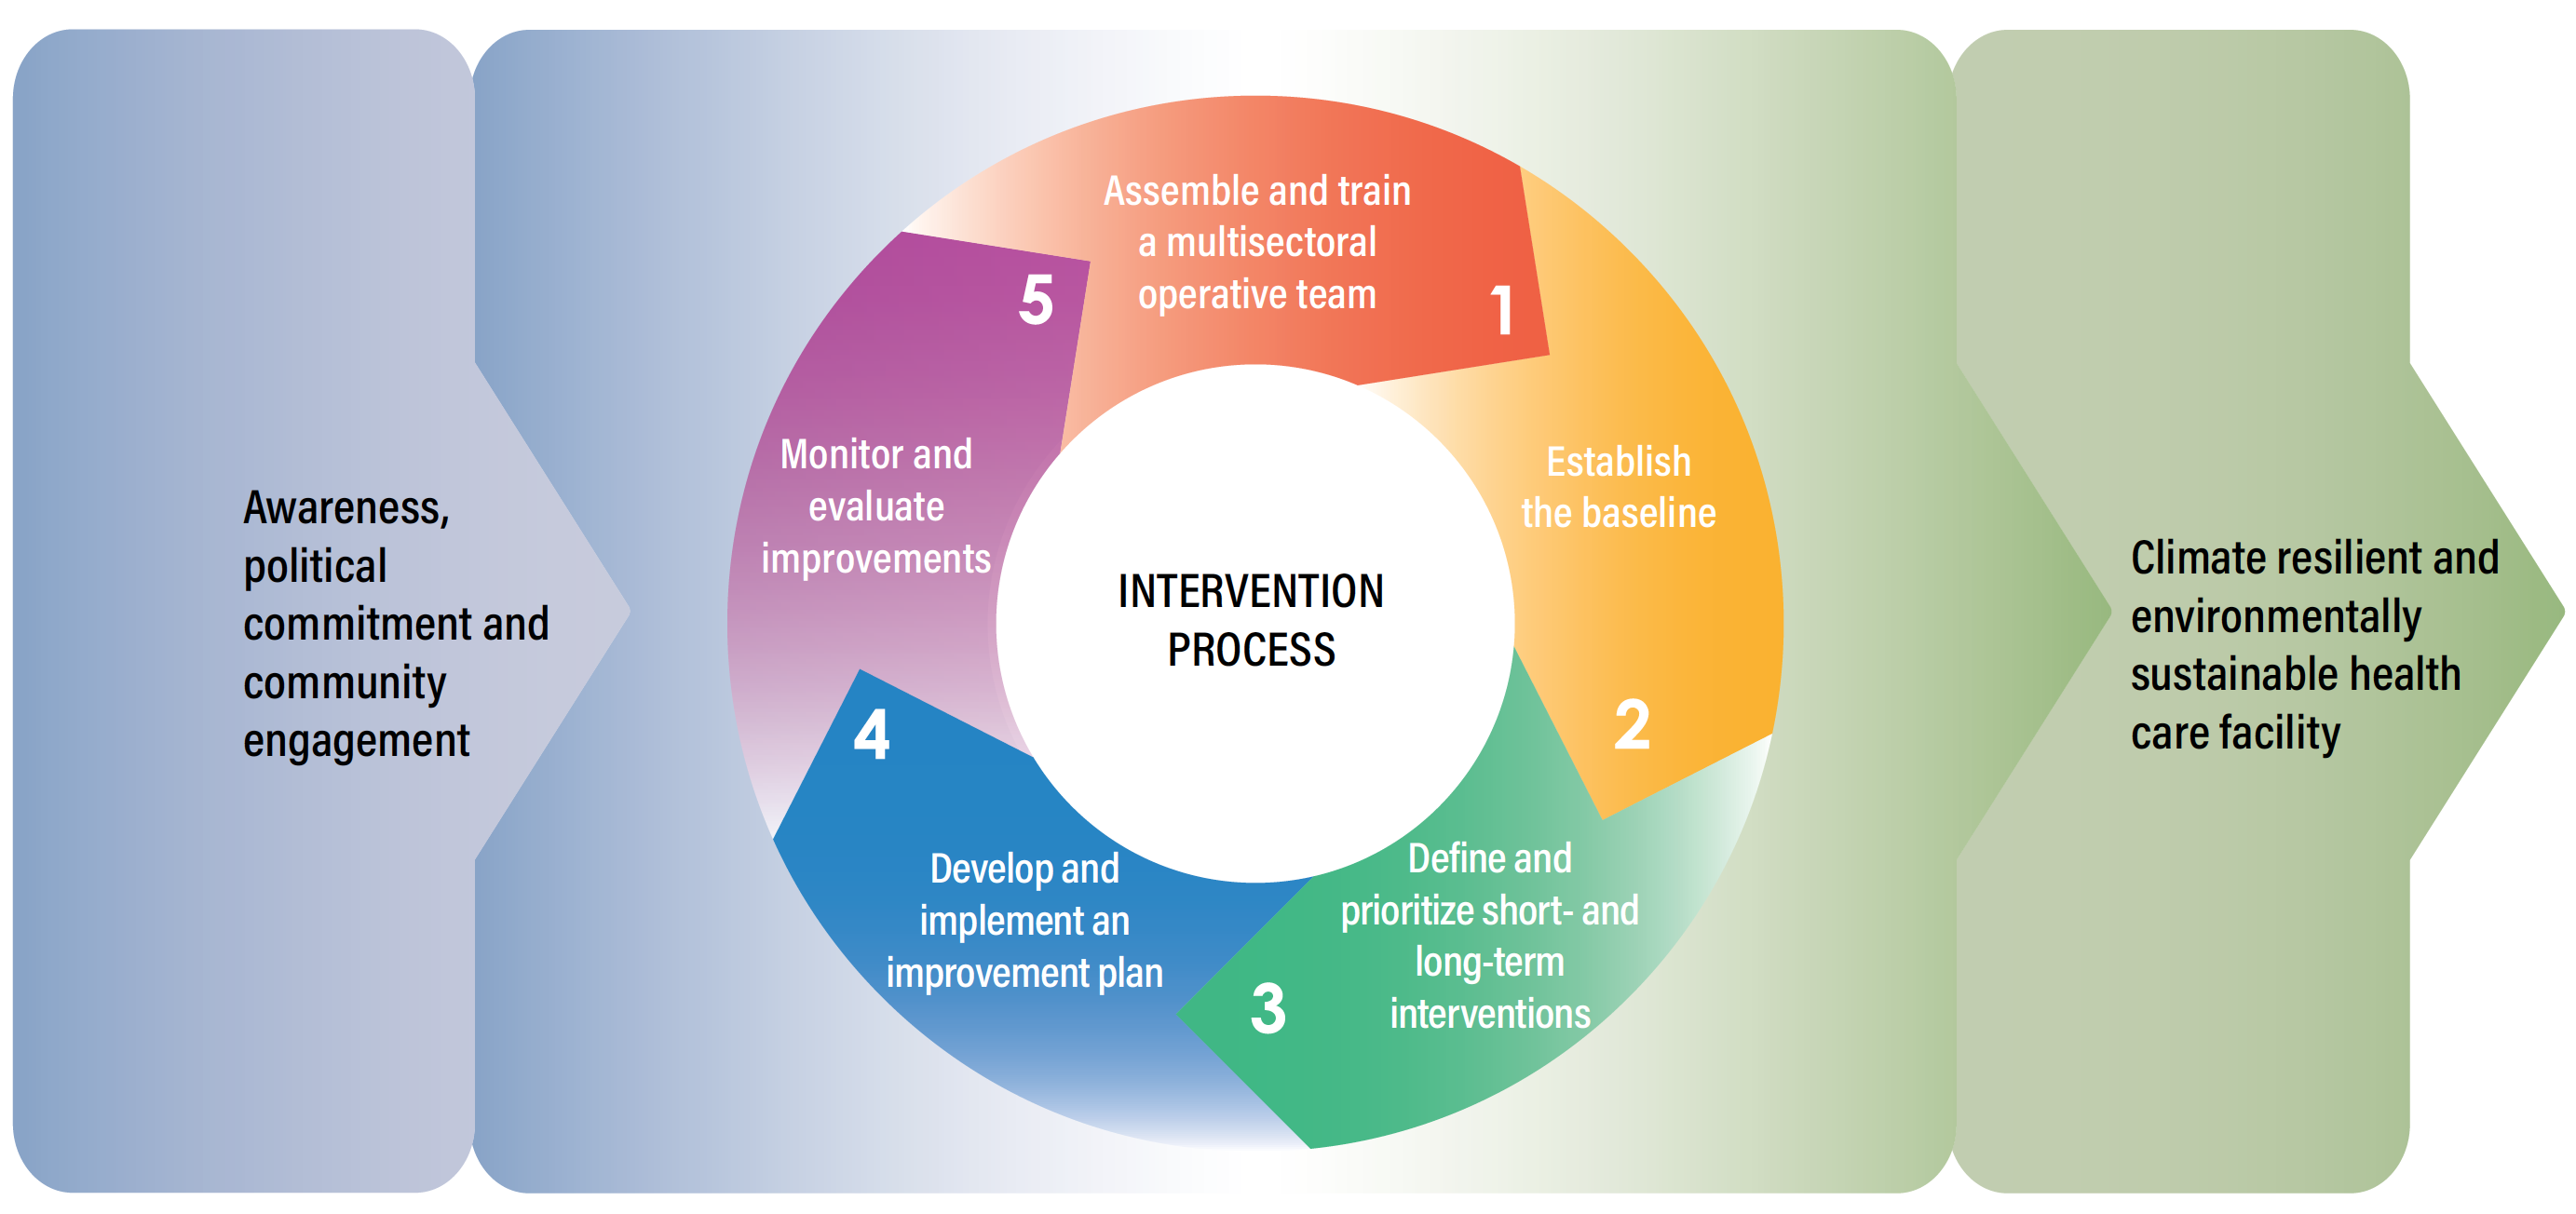 Awareness,
political
commitment and
community
engagement
INTERVENTION
PROCESS
Assemble and train
a multisectoral
operative team
1
Establish
the baseline
2
Define and
prioritize short- and
long-term
interventions
3
Develop and
implement an
improvement plan
4
Monitor and
evaluate
improvements
5
Climate resilient and
environmentally
sustainable health
care facility